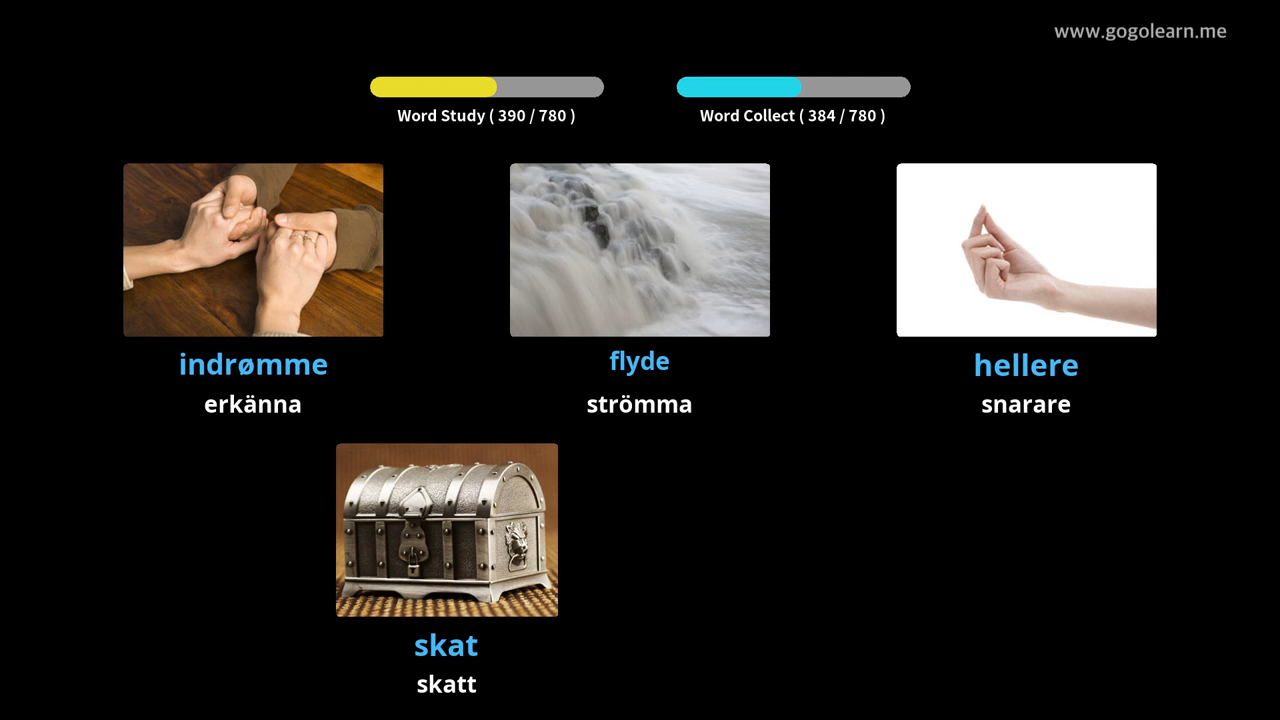 www.gogolearn.me
Word Study ( 390 / 780 )
Word Collect ( 384 / 780 )
indrømme
erkänna
flyde
strömma
hellere
snarare
skat
skatt